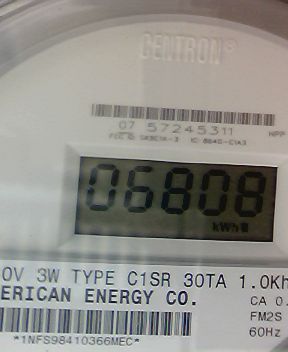 CENTRON®
07 57245311
HPP
06808
kWh
0V 3W TYPE C1SR 30TA 1.0Kh
ERICAN ENERGY CO.
CA 0.
FM2S
60Hz
*1NFS98410366MEC*